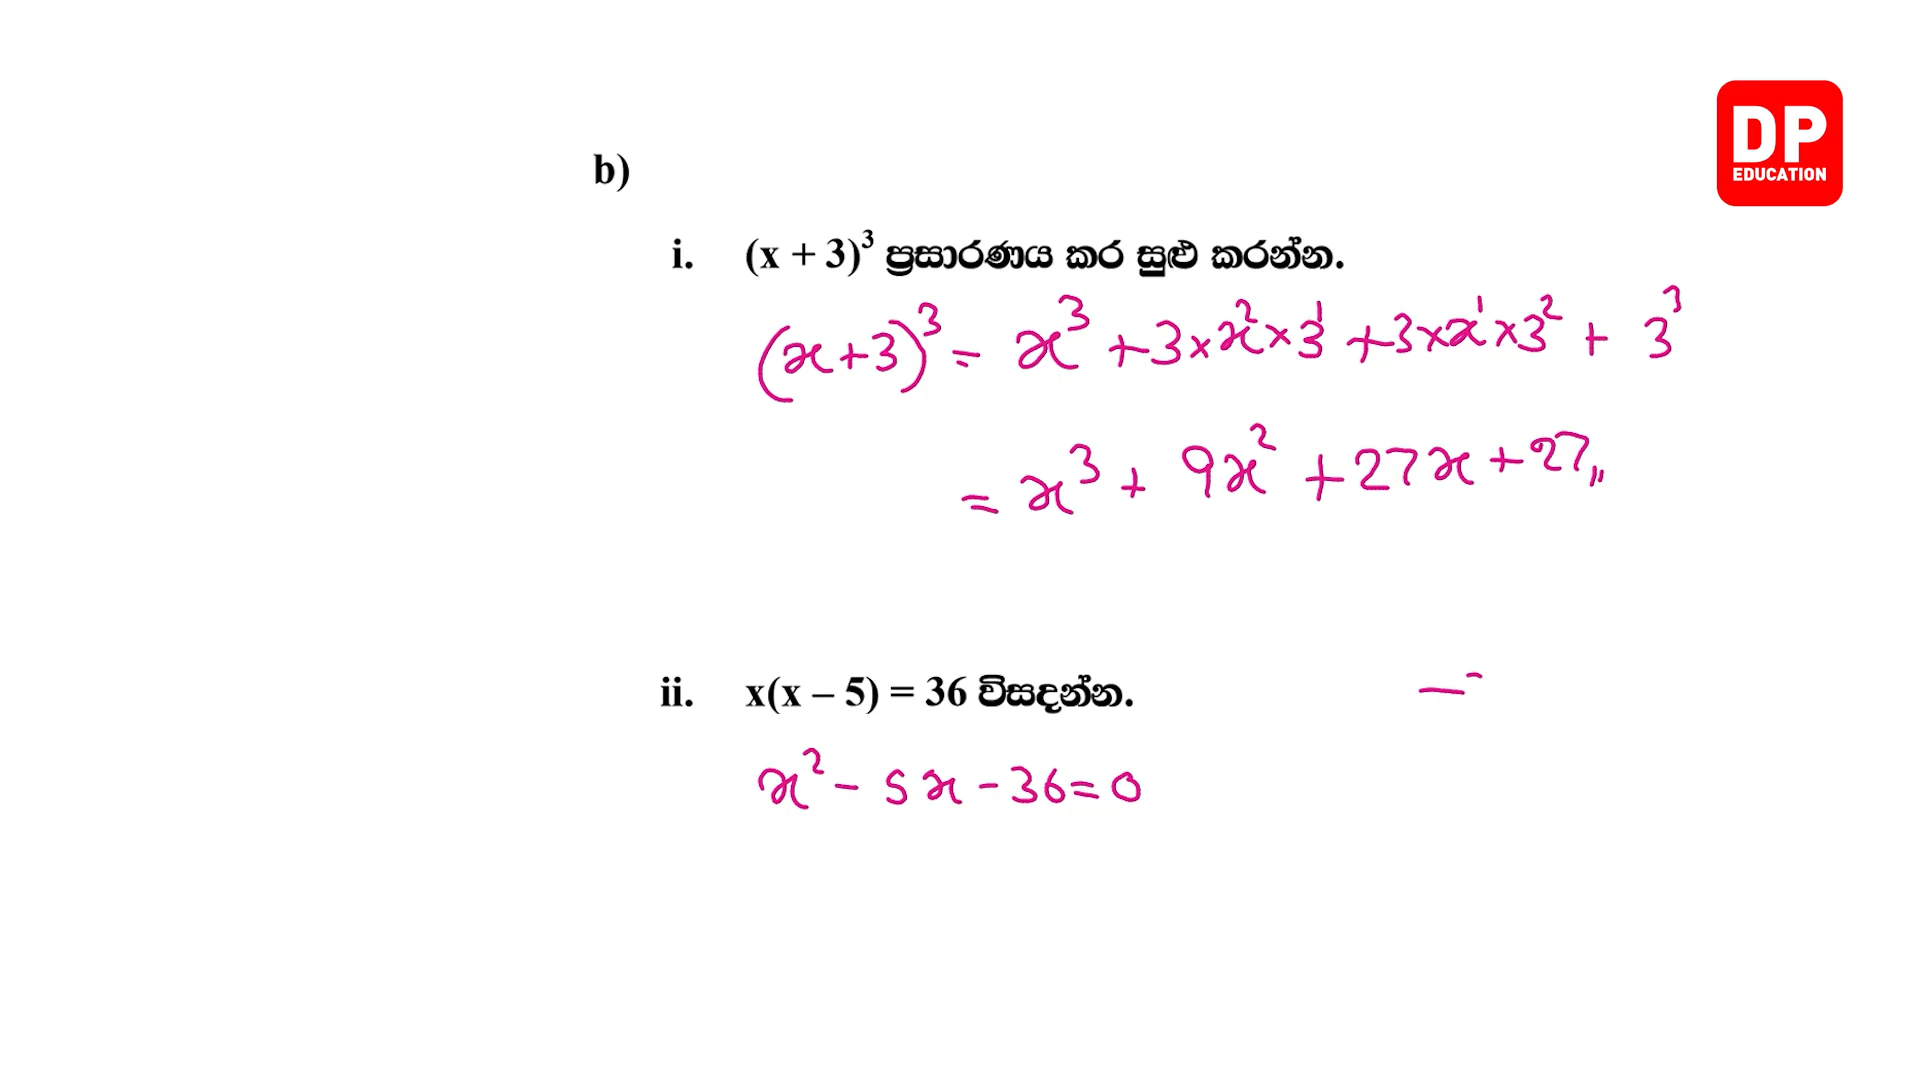 DP
EDUCATION
b)
i. (x + 3)³ ප්‍රසාරණය කර සුළු කරන්න.
(x+3)³ = x³ +3×x²×3¹ +3×x¹×3² + 3³
= x³ + 9x² +27x+27,,
ii. x(x – 5) = 36 විසදන්න.
x² - 5x - 36=0